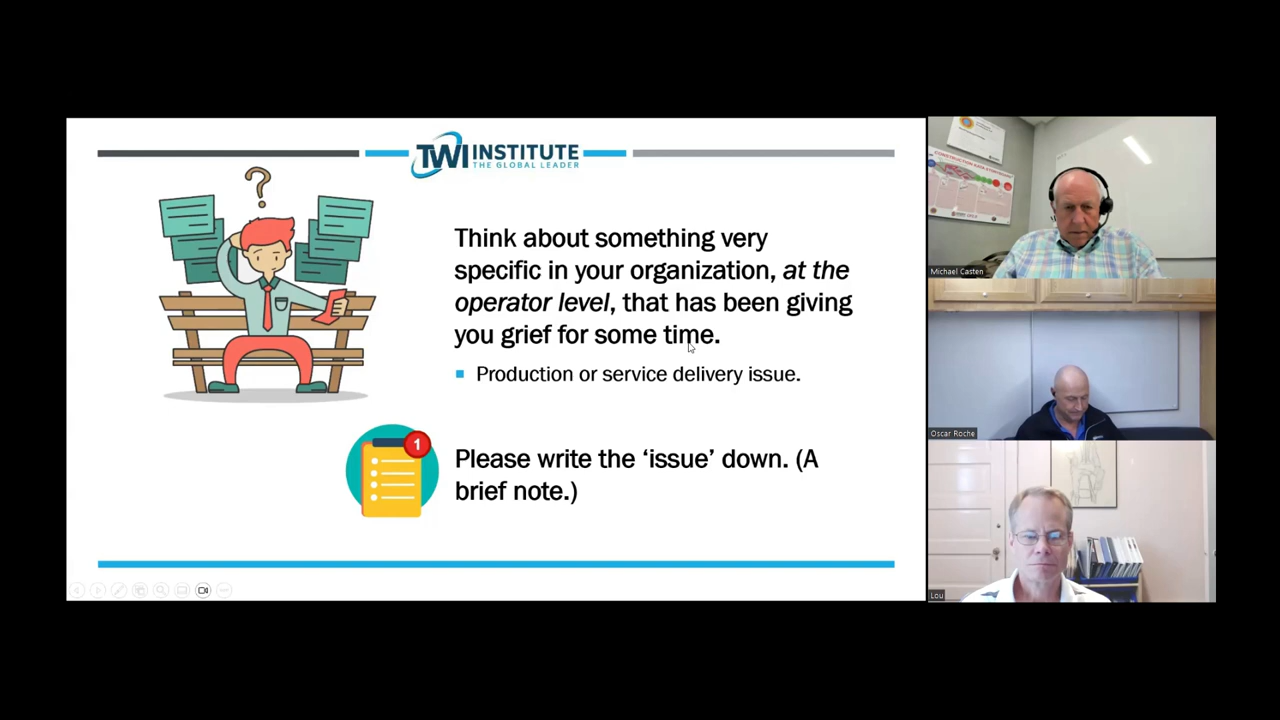 TWI INSTITUTE
THE GLOBAL LEADER
?
Think about something very
specific in your organization, at the
operator level, that has been giving
you grief for some time.
Production or service delivery issue.
1
Please write the ‘issue’ down. (A
brief note.)
Michael Casten
Oscar Roche
Lou